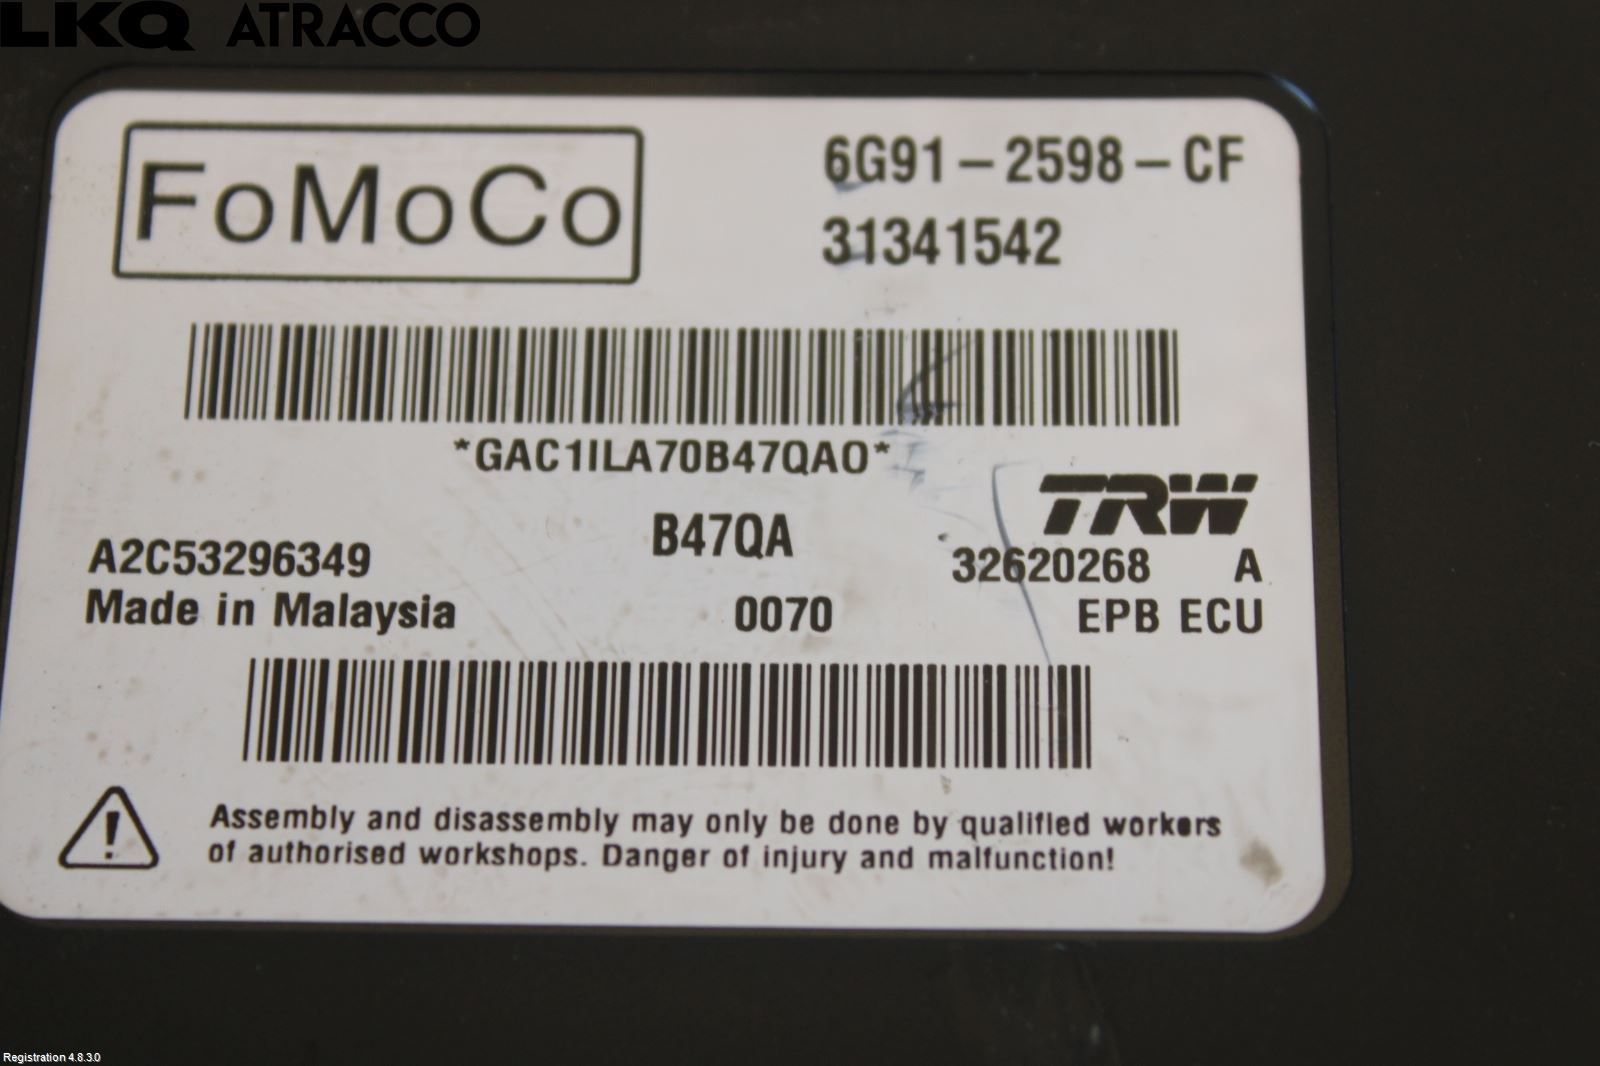 LKQ ATRACCO
FoMoCo
6G91-2598-CF
31341542
*GAC1ILA70B47QA0*
TRW
B47QA
A2C53296349
32620268 A
Made in Malaysia
0070
EPB ECU
Assembly and disassembly may only be done by qualified workers
of authorised workshops. Danger of injury and malfunction!
Registration 4.8.3.0